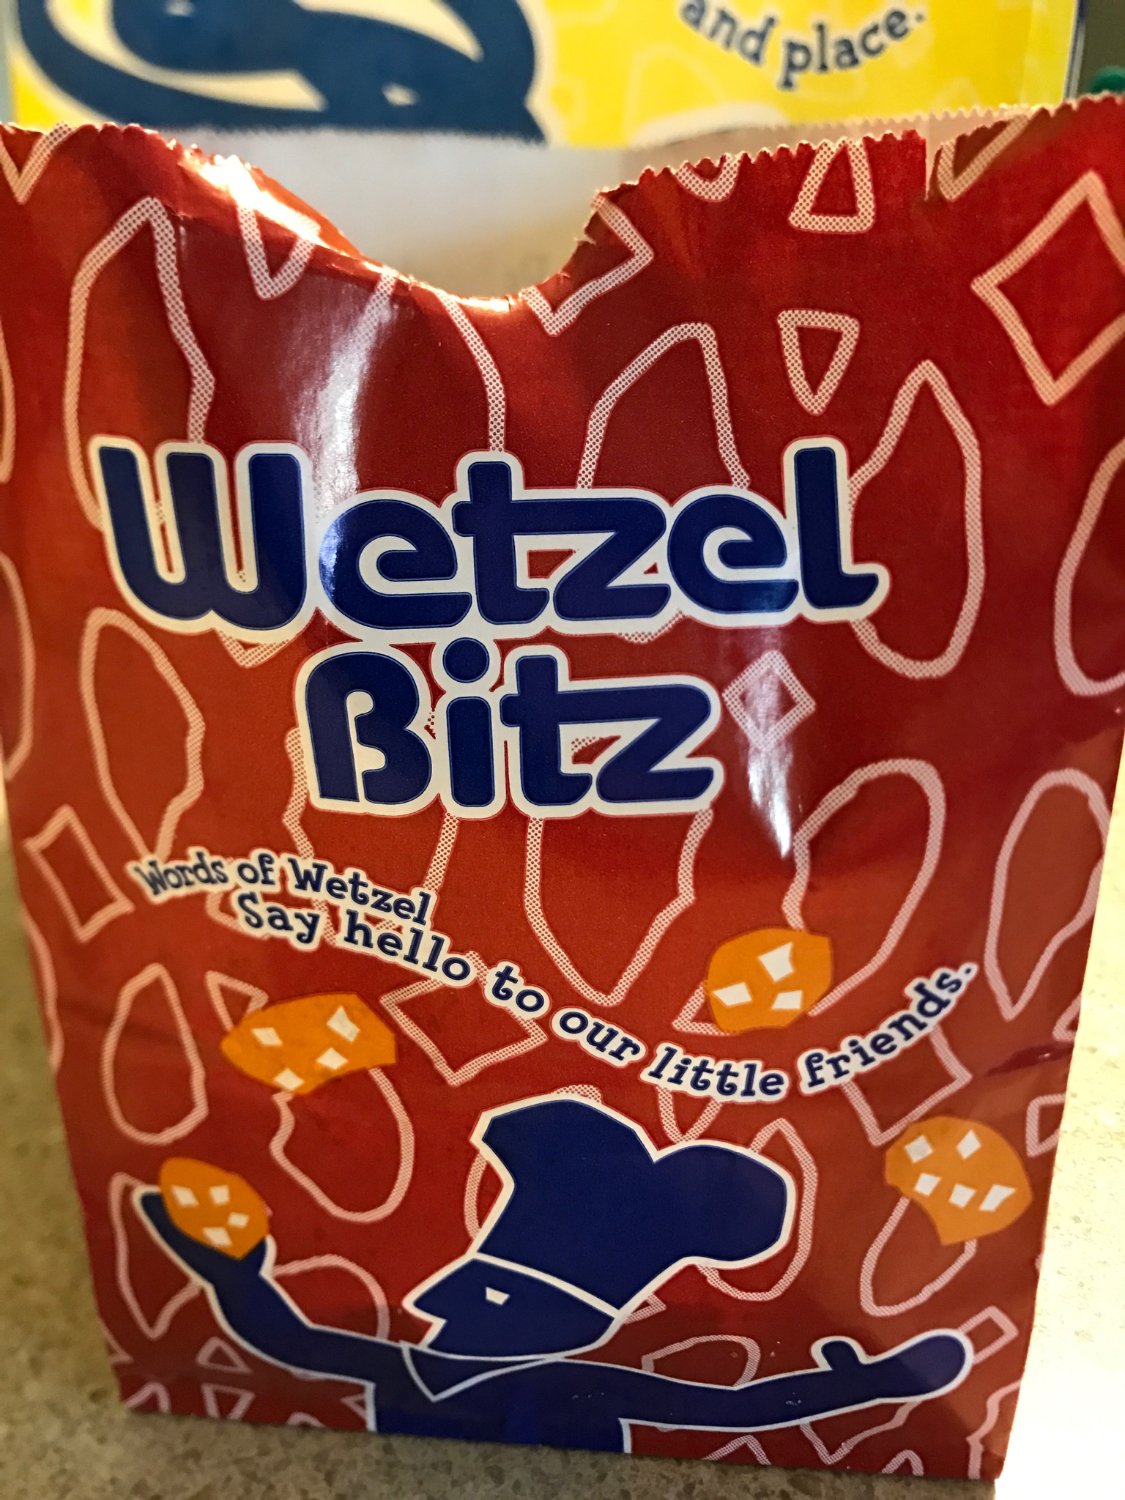 and place.
Wetzel
Bitz
Words of Wetzel
Say hello to our little friends.